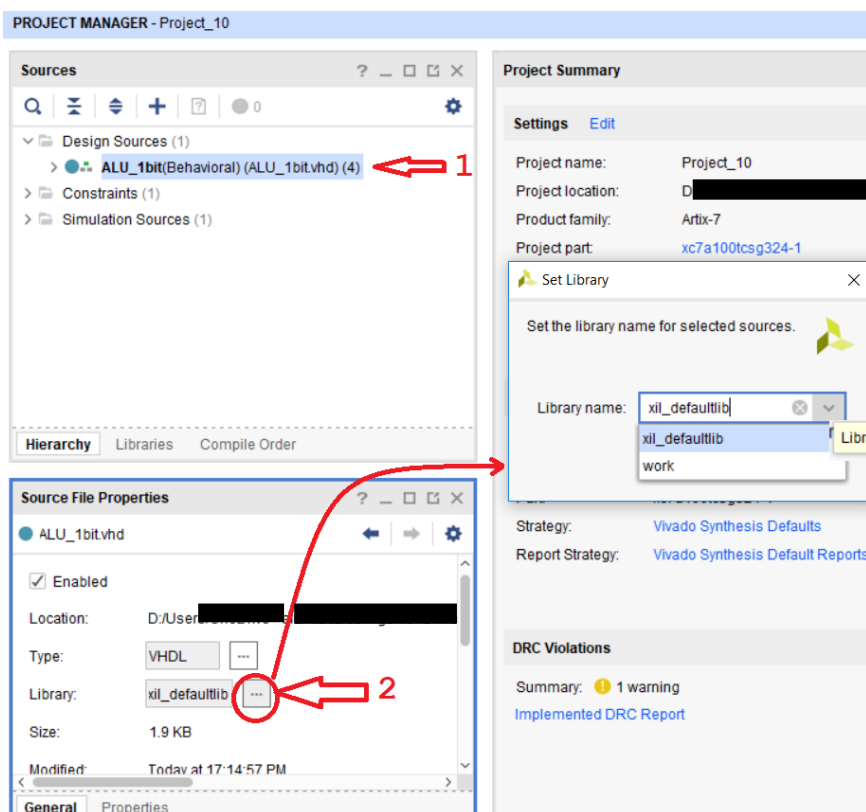 PROJECT MANAGER - Project_10
Sources
? _
0
Design Sources (1)
ALU_1bit(Behavioral) (ALU_1bit.vhd) (4)
1
Constraints (1)
Simulation Sources (1)
Hierarchy Libraries Compile Order
Source File Properties
? _
ALU_1bit.vhd
Enabled
Location: D:/User
Type: VHDL ...
Library: xil_defaultlib ...
2
Size: 1.9 KB
Modified: Today at 17:14:57 PM
General Properties
Project Summary
Settings Edit
Project name: Project_10
Project location: D
Product family: Artix-7
Project part: xc7a100tcsg324-1
Set Library
Set the library name for selected sources.
Library name: xil_defaultlib
xil_defaultlib
Libr
work
Strategy: Vivado Synthesis Defaults
Report Strategy: Vivado Synthesis Default Reports
DRC Violations
Summary: 1 warning
Implemented DRC Report